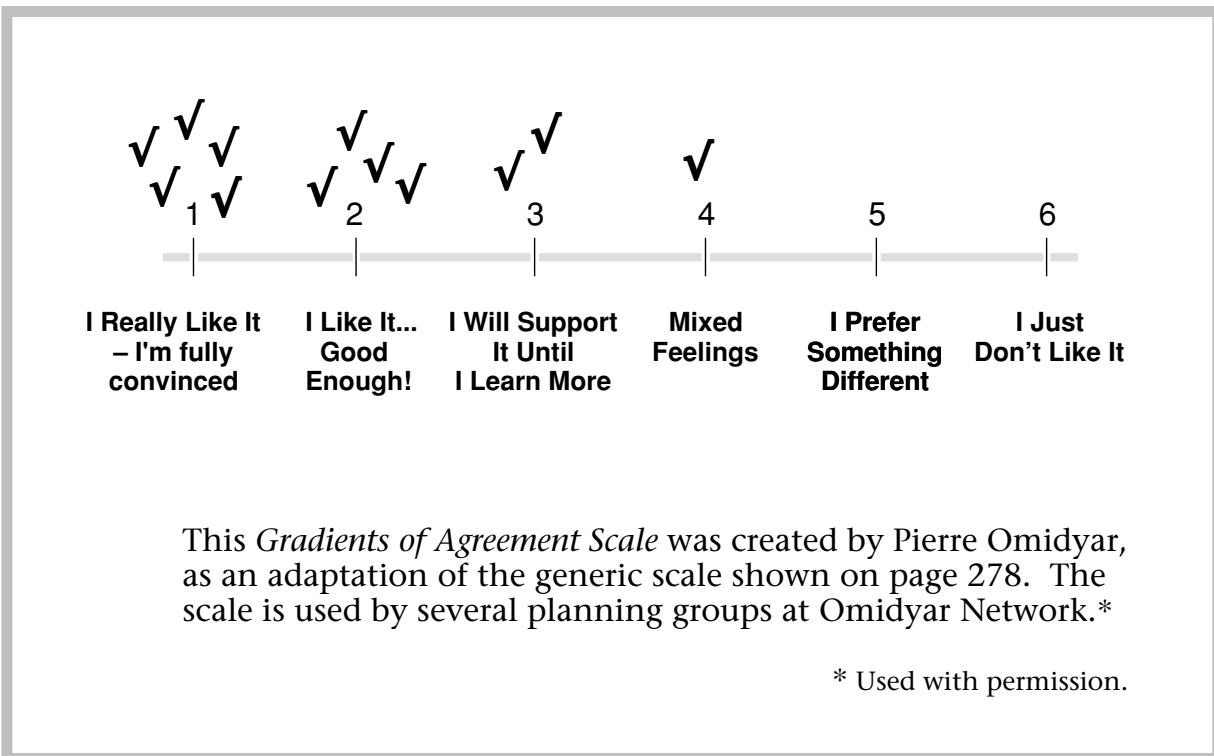 √ √ √ √ √ √ √ √ √ √ √ √
1 2 3 4 5 6
I Really Like It
– I'm fully
convinced
I Like It...
Good
Enough!
I Will Support
It Until
I Learn More
Mixed
Feelings
I Prefer
Something
Different
I Just
Don’t Like It
This Gradients of Agreement Scale was created by Pierre Omidyar,
as an adaptation of the generic scale shown on page 278. The
scale is used by several planning groups at Omidyar Network.*
* Used with permission.